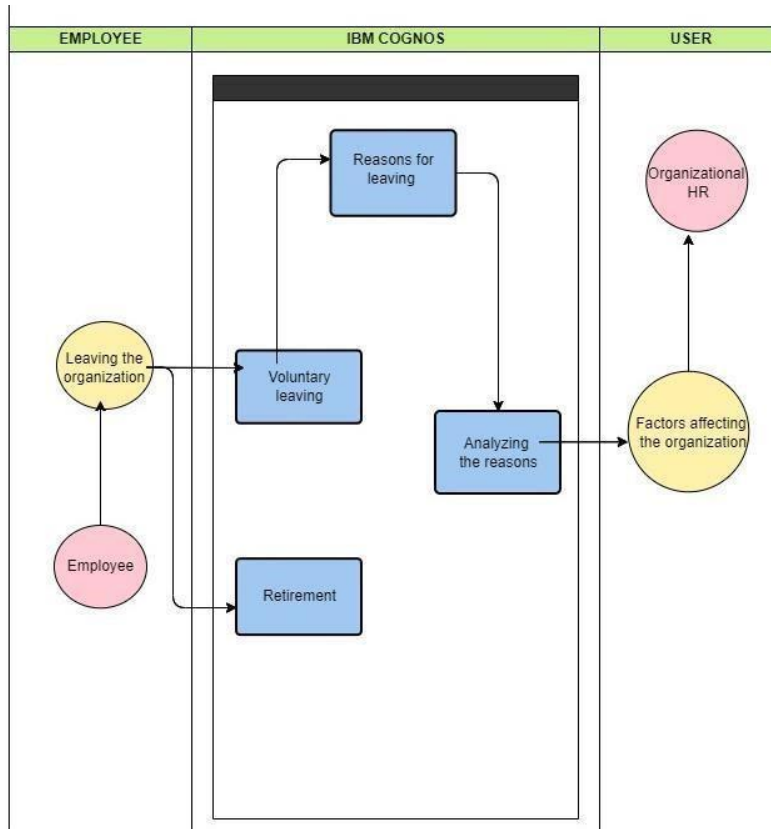 EMPLOYEE
IBM COGNOS
USER
Reasons for
leaving
Organizational
HR
Leaving the
organization
Voluntary
leaving
Analyzing
the reasons
Factors affecting
the organization
Employee
Retirement